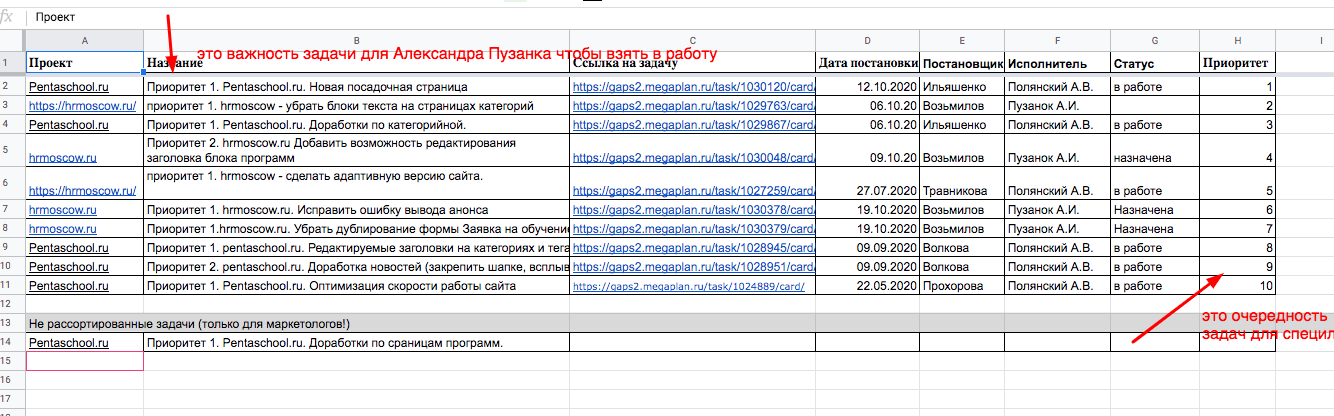 fx Проект
A B C D E F G H I
это важность задачи для Александра Пузанка чтобы взять в работу
1 Проект Название Ссылка на задачу Дата постановки Постановщик Исполнитель Статус Приоритет
2 Pentaschool.ru Приоритет 1. Pentaschool.ru. Новая посадочная страница https://gaps2.megaplan.ru/task/1030120/card/ 12.10.2020 Ильяшенко Полянский А.В. в работе 1
3 https://hrmoscow.ru/ приоритет 1. hrmoscow - убрать блоки текста на страницах категорий https://gaps2.megaplan.ru/task/1029763/card/ 06.10.20 Возьмилов Пузанок А.И. 2
4 Pentaschool.ru Приоритет 1. Pentaschool.ru. Доработки по категорийной. https://gaps2.megaplan.ru/task/1029867/card/ 06.10.20 Ильяшенко Полянский А.В. в работе 3
Приоритет 2. hrmoscow.ru Добавить возможность редактирования
5 hrmoscow.ru заголовка блока программ https://gaps2.megaplan.ru/task/1030048/card/ 09.10.20 Возьмилов Пузанок А.И. назначена 4
приоритет 1. hrmoscow - сделать адаптивную версию сайта.
6 https://hrmoscow.ru/ https://gaps2.megaplan.ru/task/1027259/card/ 27.07.2020 Травникова Полянский А.В. в работе 5
7 hrmoscow.ru Приоритет 1. hrmoscow.ru. Исправить ошибку вывода анонса https://gaps2.megaplan.ru/task/1030378/card/ 19.10.2020 Возьмилов Пузанок А.И. Назначена 6
8 hrmoscow.ru Приоритет 1.hrmoscow.ru. Убрать дублирование формы Заявка на обучение https://gaps2.megaplan.ru/task/1030379/card/ 19.10.2020 Возьмилов Пузанок А.И. Назначена 7
9 Pentaschool.ru Приоритет 1. pentaschool.ru. Редактируемые заголовки на категориях и тега https://gaps2.megaplan.ru/task/1028945/card/ 09.09.2020 Волкова Полянский А.В. в работе 8
10 Pentaschool.ru Приоритет 2. pentaschool.ru. Доработка новостей (закрепить шапке, всплыв https://gaps2.megaplan.ru/task/1028951/card/ 09.09.2020 Волкова Полянский А.В. в работе 9
11 Pentaschool.ru Приоритет 1. Pentaschool.ru. Оптимизация скорости работы сайта https://gaps2.megaplan.ru/task/1024889/card/ 22.05.2020 Прохорова Полянский А.В. в работе 10
12
это очередность
13 Не рассортированные задачи (только для маркетологов!)
задач для специл
14 Pentaschool.ru Приоритет 1. Pentaschool.ru. Доработки по сраницам программ.
15
16
17